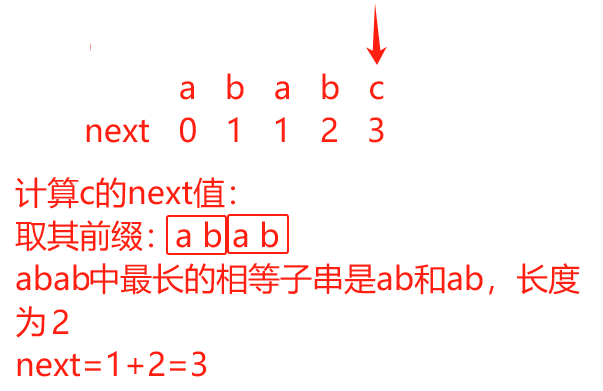 a b a b c
next 0 1 1 2 3
计算c的next值：
取其前缀：a b a b
abab中最长的相等子串是ab和ab，长度
为2
next=1+2=3